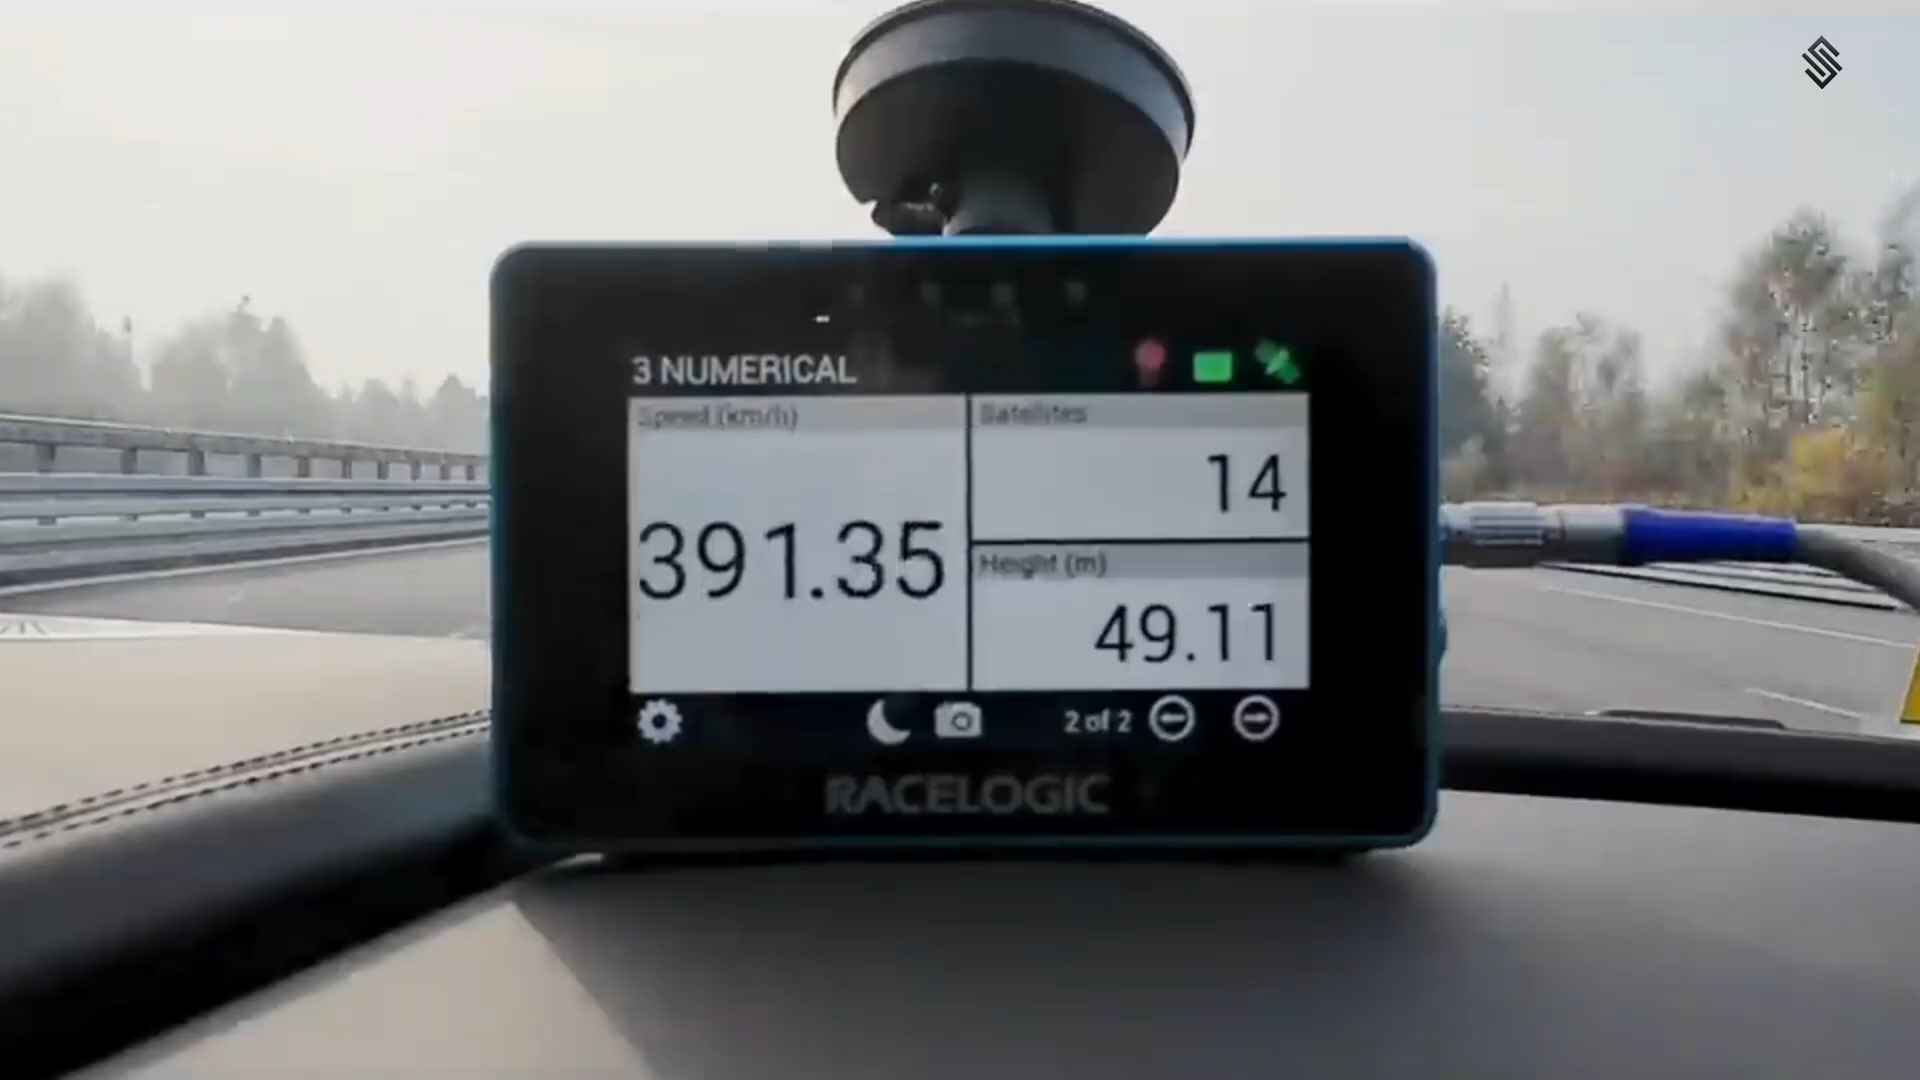 3 NUMERICAL
Speed (km/h)
391.35
Satellites
14
Height (m)
49.11
2 of 2
RACELOGIC